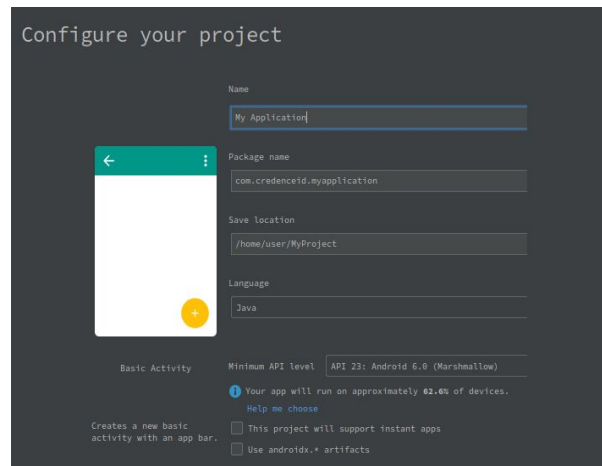 Configure your project
Name
My Application
Package name
com.credenceid.myapplication
Save location
/home/user/MyProject
Language
Java
Basic Activity
Minimum API level API 23: Android 6.0 (Marshmallow)
Your app will run on approximately 62.6% of devices.
Help me choose
Creates a new basic
activity with an app bar.
This project will support instant apps
Use androidx.* artifacts